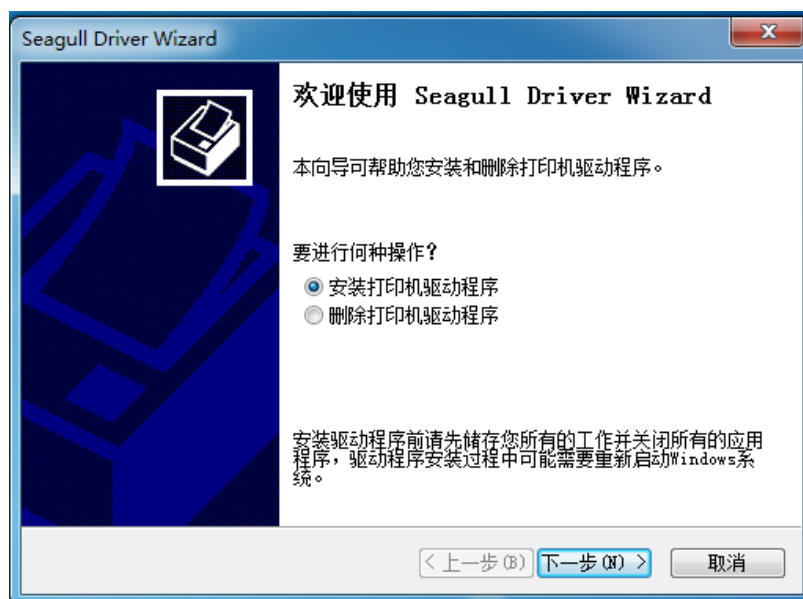 Seagull Driver Wizard
欢迎使用 Seagull Driver Wizard
本向导可帮助您安装和删除打印机驱动程序。
要进行何种操作?
安装打印机驱动程序
删除打印机驱动程序
安装驱动程序前请先储存您所有的工作并关闭所有的应用
程序，驱动程序安装过程中可能需要重新启动Windows系
统。
< 上一步(B) 下一步(N) > 取消